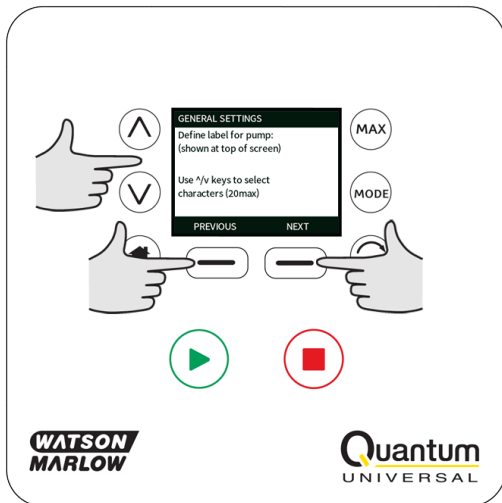 GENERAL SETTINGS
Define label for pump:
(shown at top of screen)
Use ^/v keys to select
characters (20max)
PREVIOUS NEXT
MAX
MODE
WATSON
MARLOW
Quantum
UNIVERSAL